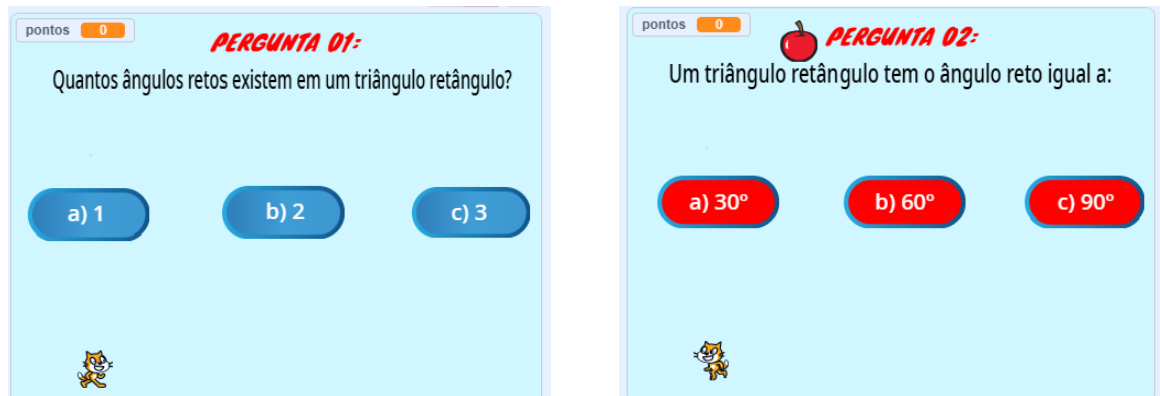 pontos 0
PERGUNTA 01:
Quantos ângulos retos existem em um triângulo retângulo?
a) 1
b) 2
c) 3
pontos 0
PERGUNTA 02:
Um triângulo retângulo tem o ângulo reto igual a:
a) 30º
b) 60º
c) 90º